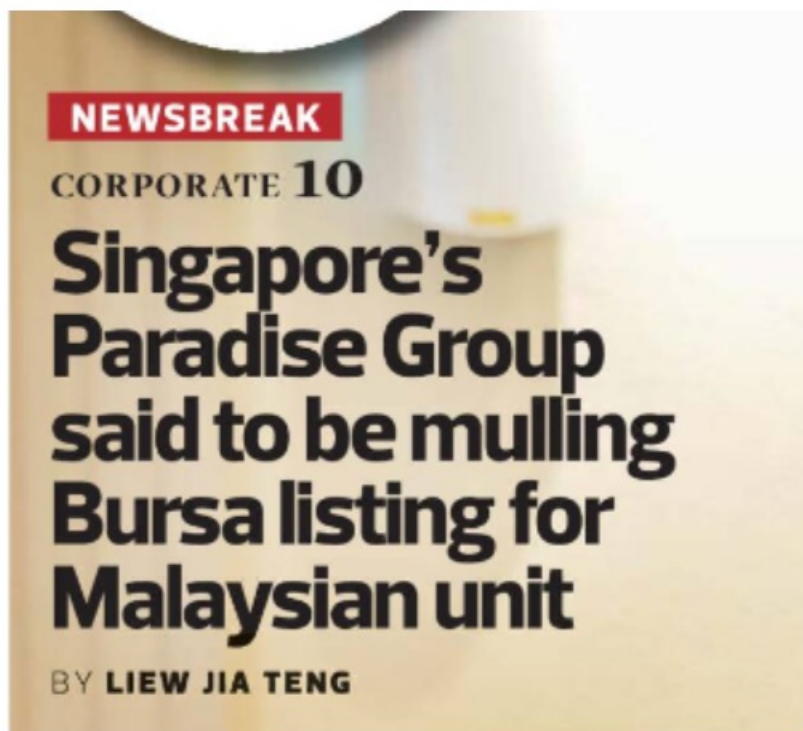 NEWSBREAK
CORPORATE 10
Singapore’s
Paradise Group
said to be mulling
Bursa listing for
Malaysian unit
BY LIEW JIA TENG